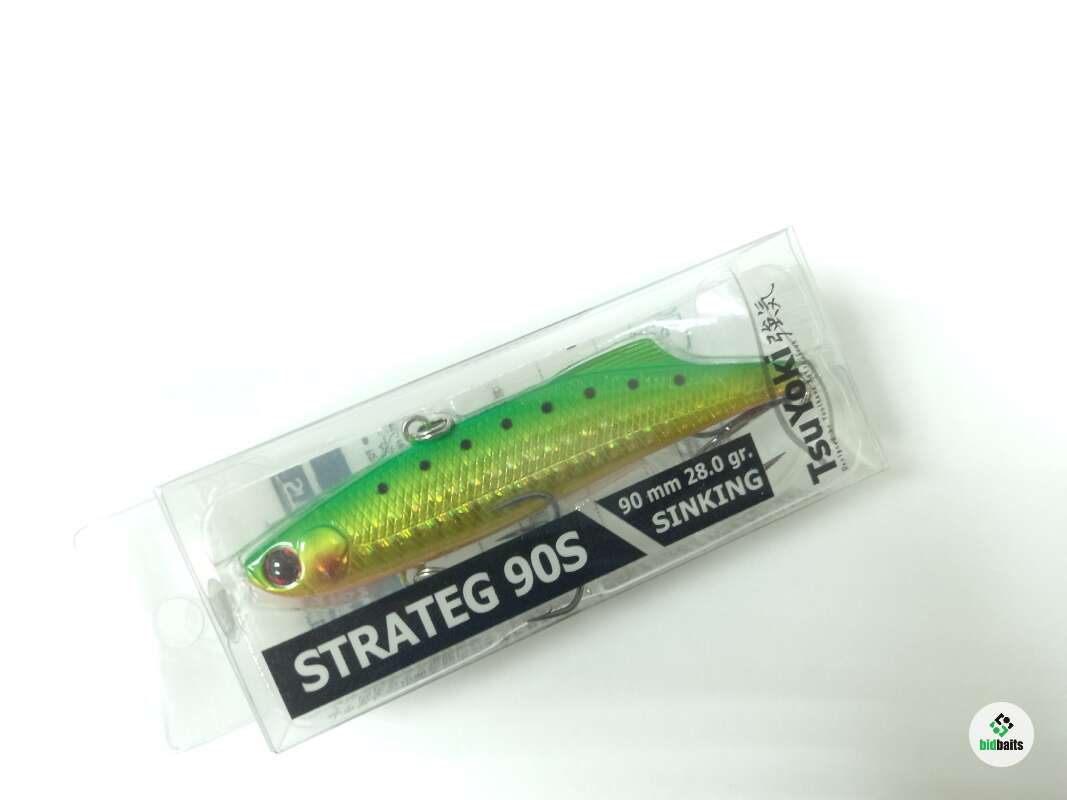 STRATEG 90S
90 mm 28.0 gr.
SINKING
Tsuyoki 強気
bidbaits